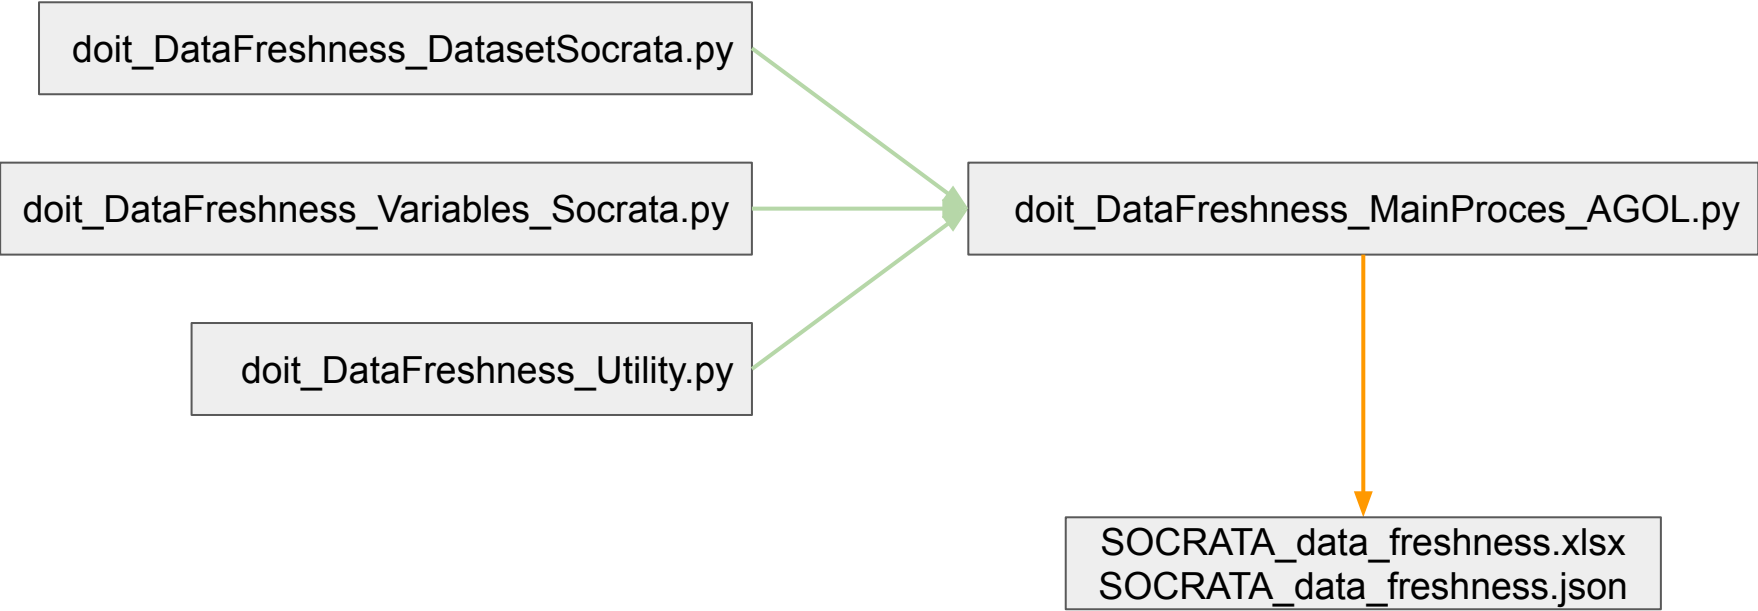 doit_DataFreshness_DatasetSocrata.py
doit_DataFreshness_Variables_Socrata.py
doit_DataFreshness_MainProces_AGOL.py
doit_DataFreshness_Utility.py
SOCRATA_data_freshness.xlsx
SOCRATA_data_freshness.json